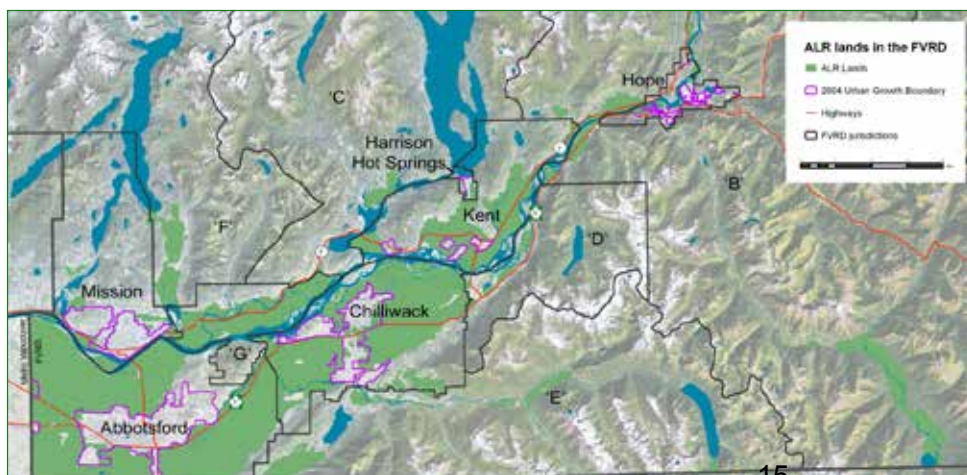 ALR lands in the FVRD
ALR Lands
2004 Urban Growth Boundary
Highways
FVRD jurisdictions
Hope
'C'
Harrison
Hot Springs
'B'
Kent
'F'
'D'
Mission
Chilliwack
'G'
FVRD
'E'
Abbotsford
15